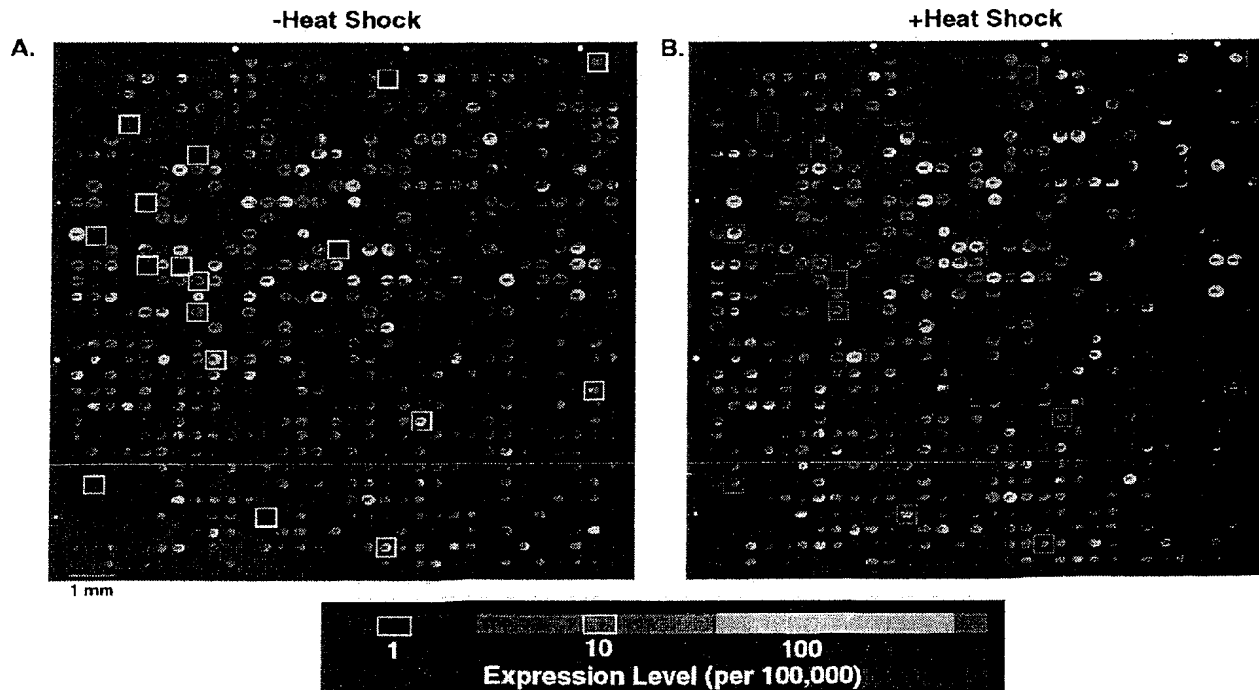 -Heat Shock
+Heat Shock
A.
B.
1 mm
1
10
100
Expression Level (per 100,000)